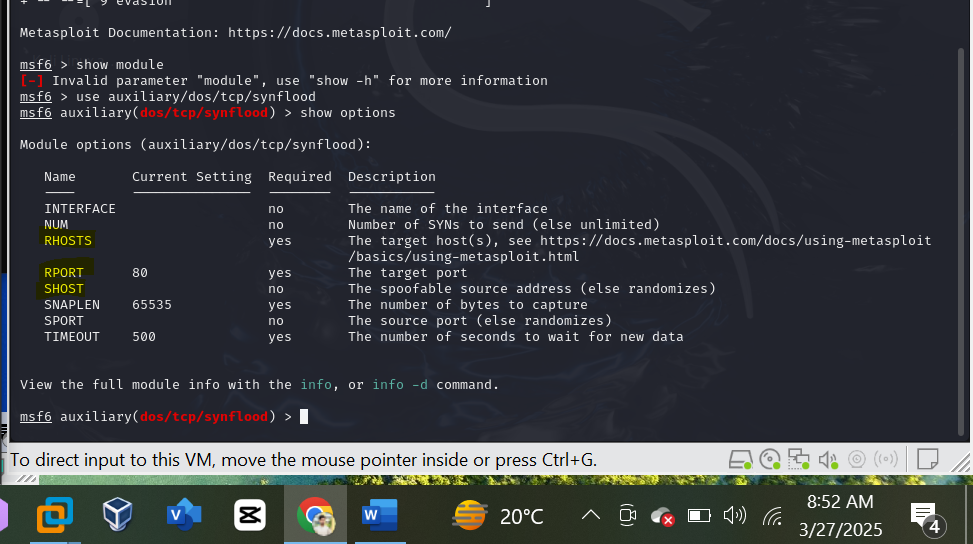 + -- --=[ 9 evasion ]
Metasploit Documentation: https://docs.metasploit.com/
msf6 > show module
[-] Invalid parameter "module", use "show -h" for more information
msf6 > use auxiliary/dos/tcp/synflood
msf6 auxiliary(dos/tcp/synflood) > show options
Module options (auxiliary/dos/tcp/synflood):
Name Current Setting Required Description
INTERFACE no The name of the interface
NUM no Number of SYNs to send (else unlimited)
RHOSTS yes The target host(s), see https://docs.metasploit.com/docs/using-metasploit
/basics/using-metasploit.html
RPORT 80 yes The target port
SHOST no The spoofable source address (else randomizes)
SNAPLEN 65535 yes The number of bytes to capture
SPORT no The source port (else randomizes)
TIMEOUT 500 yes The number of seconds to wait for new data
View the full module info with the info, or info -d command.
msf6 auxiliary(dos/tcp/synflood) >
To direct input to this VM, move the mouse pointer inside or press Ctrl+G.
V
W
20°C
8:52 AM
3/27/2025
4